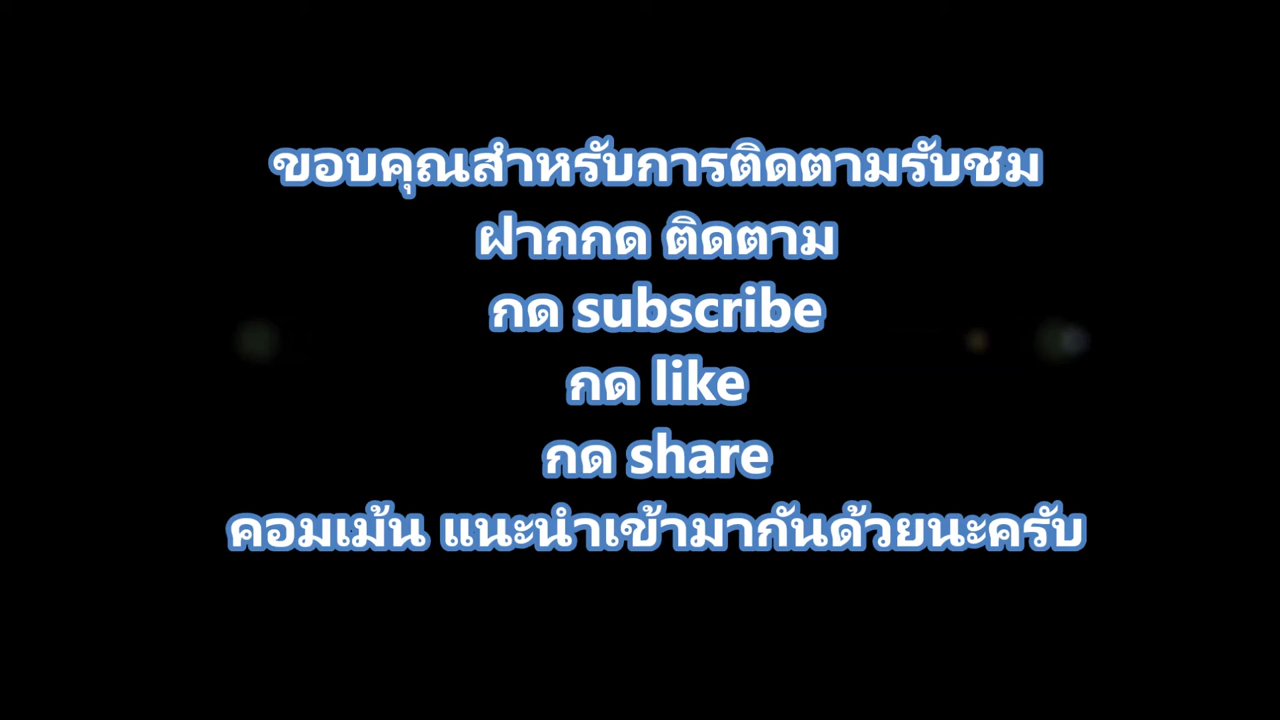 ขอบคุณสำหรับการติดตามรับชม
ฝากกด ติดตาม
กด subscribe
กด like
กด share
คอมเม้น แนะนำเข้ามากันด้วยนะครับ